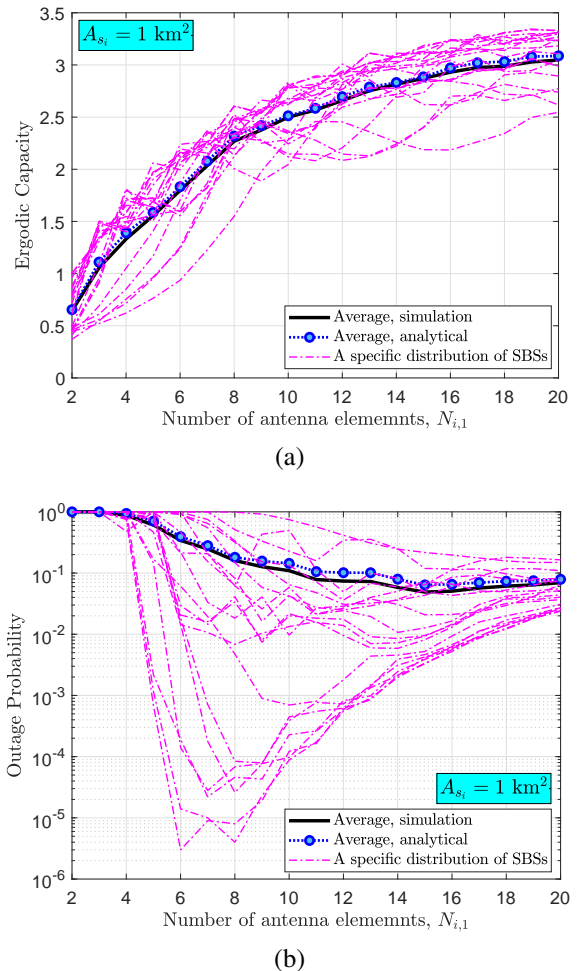 A_{s_i} = 1 km^2.
3.5
3
2.5
2
1.5
1
0.5
0
Ergodic Capacity
Average, simulation
Average, analytical
A specific distribution of SBSs
2 4 6 8 10 12 14 16 18 20
Number of antenna elememnts, N_{i,1}
(a)
10^0
10^{-1}
10^{-2}
10^{-3}
10^{-4}
10^{-5}
10^{-6}
Outage Probability
A_{s_i} = 1 km^2.
Average, simulation
Average, analytical
A specific distribution of SBSs
2 4 6 8 10 12 14 16 18 20
Number of antenna elememnts, N_{i,1}
(b)